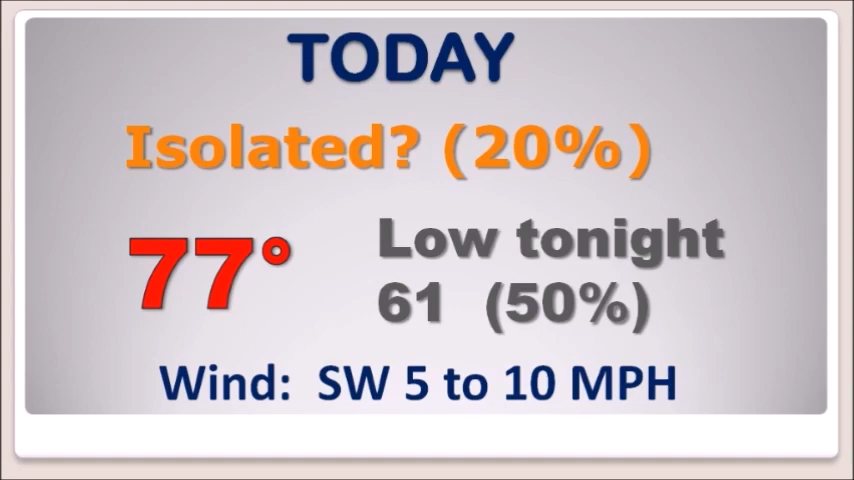 TODAY
Isolated? (20%)
77°
Low tonight
61 (50%)
Wind: SW 5 to 10 MPH